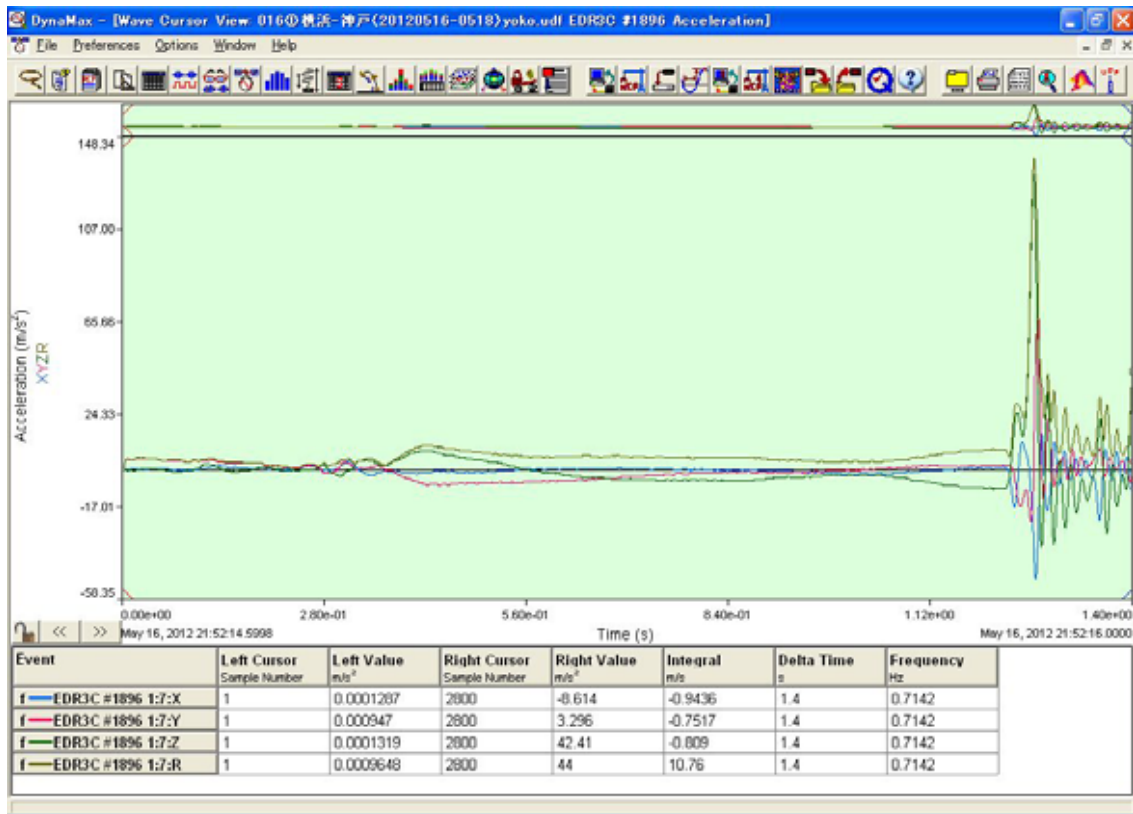 DynaMax - [Wave Cursor View: 016①横浜-神戸(20120516-0518)yoko.udf EDR3C #1896 Acceleration]
File Preferences Options Window Help
148.34
107.00
65.66
24.33
-17.01
-58.35
Acceleration (m/s²)
XYZR
0.00e+00 2.80e-01 5.60e-01 8.40e-01 1.12e+00 1.40e+00
<< >> May 16, 2012 21:52:14.5998 Time (s) May 16, 2012 21:52:16.0000
Event Left Cursor Left Value Right Cursor Right Value Integral Delta Time Frequency
Sample Number m/s² Sample Number m/s² m/s s Hz
f EDR3C #1896 1:7:X 1 0.0001287 2800 -8.614 -0.9436 1.4 0.7142
f EDR3C #1896 1:7:Y 1 0.000947 2800 3.296 -0.7517 1.4 0.7142
f EDR3C #1896 1:7:Z 1 0.0001319 2800 42.41 -0.809 1.4 0.7142
f EDR3C #1896 1:7:R 1 0.0009648 2800 44 10.76 1.4 0.7142